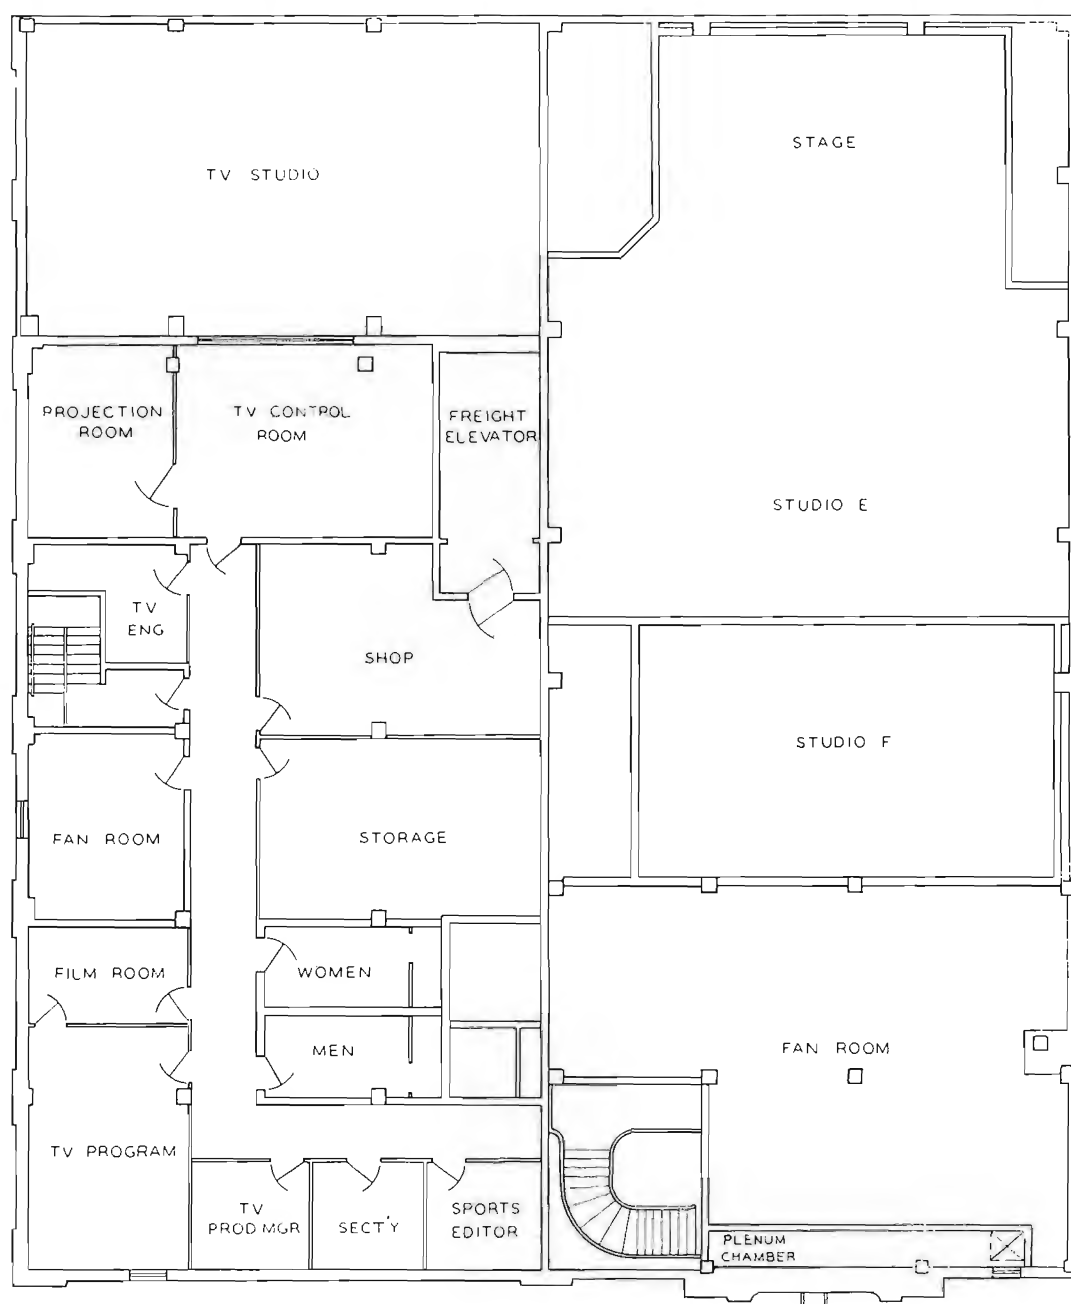 STAGE
TV STUDIO
PROJECTION
ROOM
TV CONTROL
ROOM
FREIGHT
ELEVATOR
STUDIO E
TV
ENG
SHOP
STUDIO F
FAN ROOM
STORAGE
FILM ROOM
WOMEN
MEN
FAN ROOM
TV PROGRAM
TV
PROD MGR
SECT'Y
SPORTS
EDITOR
PLENUM
CHAMBER